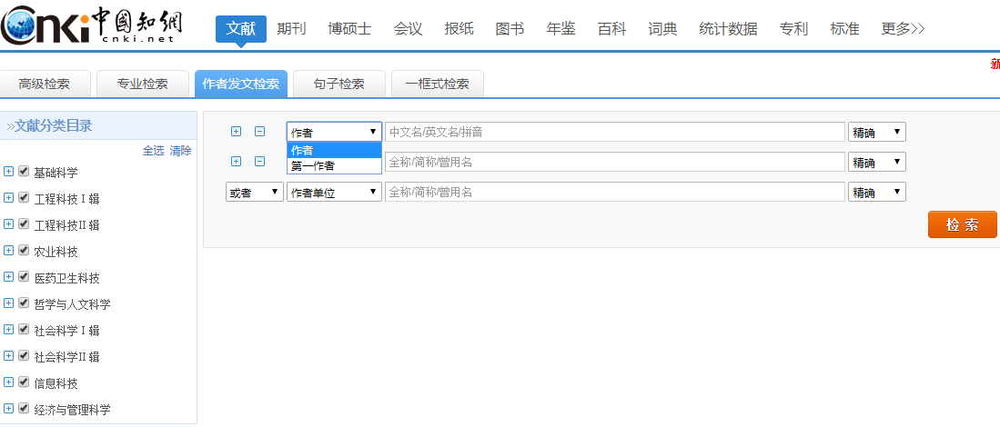 cnki 中國知網
cnki.net
文献 期刊 博硕士 会议 报纸 图书 年鉴 百科 词典 统计数据 专利 标准 更多>>
新
高级检索 专业检索 作者发文检索 句子检索 一框式检索
文献分类目录
全选 清除
基础科学
工程科技Ⅰ辑
工程科技Ⅱ辑
农业科技
医药卫生科技
哲学与人文科学
社会科学Ⅰ辑
社会科学Ⅱ辑
信息科技
经济与管理科学
作者 中文名/英文名/拼音 精确
作者
第一作者
全称/简称/曾用名 精确
或者 作者单位 全称/简称/曾用名 精确
检 索